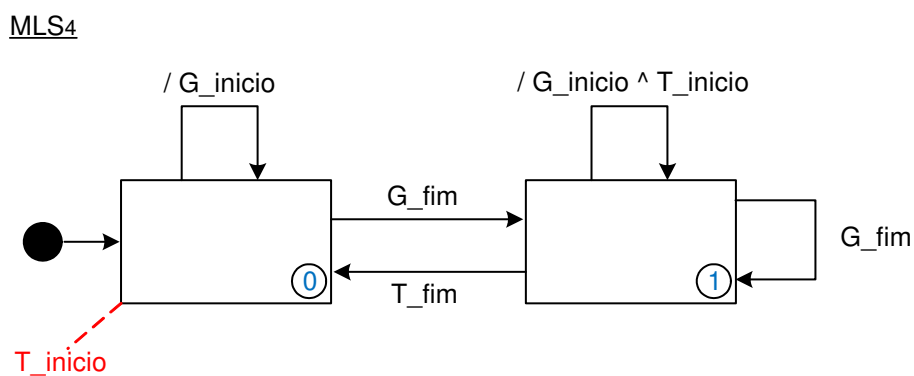 MLS4
/ G_inicio
/ G_inicio ^ T_inicio
G_fim
G_fim
0
1
T_fim
T_inicio